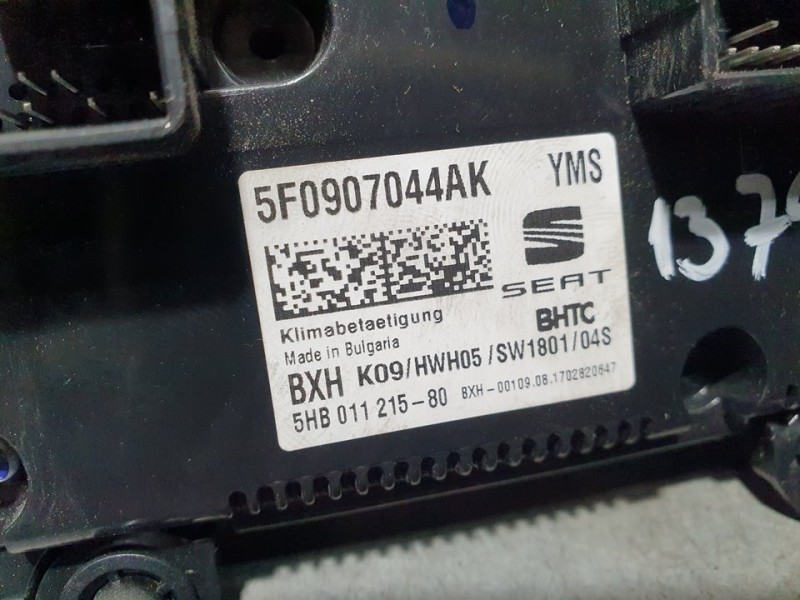 5F0907044AK YMS
SEAT
Klimabetaetigung
BHTC
Made in Bulgaria
BXH K09/HWH05/SW1801/04S
5HB 011 215-80 BXH-00109.08.1702820647
137